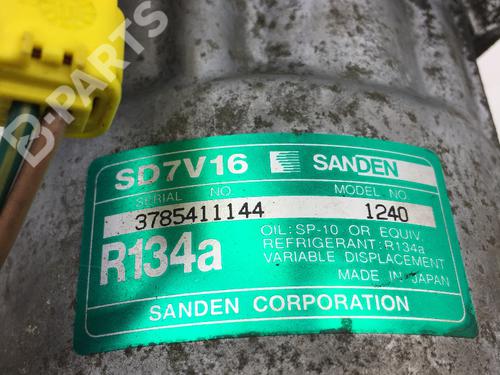 B-PARTS
SD7V16 SANDEN
SERIAL NO. MODEL NO.
3785411144 1240
R134a
OIL:SP-10 OR EQUIV.
REFRIGERANT:R134a
VARIABLE DISPLACEMENT
MADE IN JAPAN
SANDEN CORPORATION